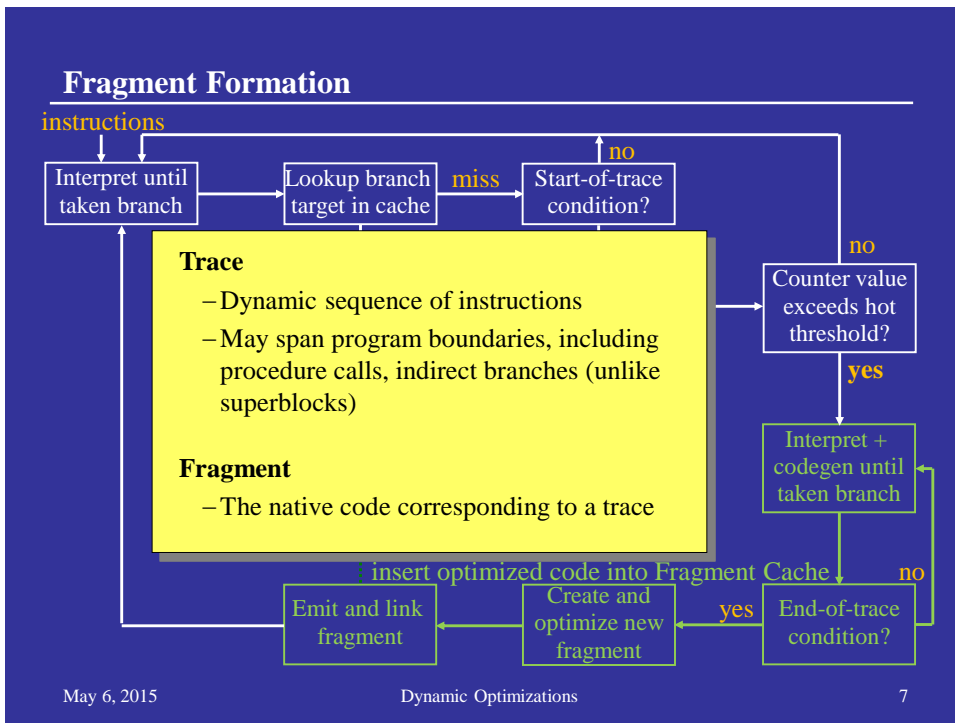 Fragment Formation
instructions
Interpret until
taken branch
Lookup branch
target in cache
miss
Start-of-trace
condition?
no
no
Counter value
exceeds hot
threshold?
yes
Trace
–Dynamic sequence of instructions
–May span program boundaries, including
procedure calls, indirect branches (unlike
superblocks)
Fragment
–The native code corresponding to a trace
Interpret +
codegen until
taken branch
no
insert optimized code into Fragment Cache
End-of-trace
condition?
yes
Create and
optimize new
fragment
Emit and link
fragment
May 6, 2015
Dynamic Optimizations
7